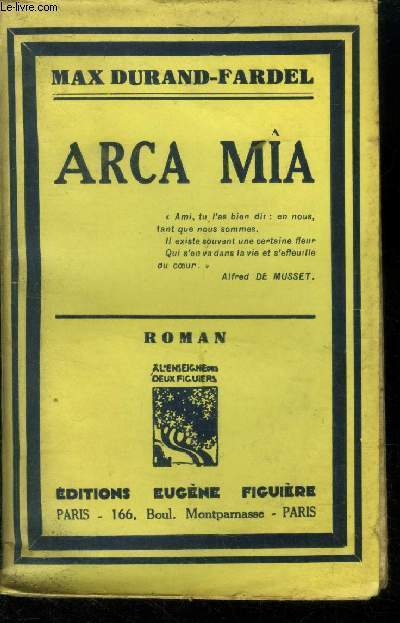 le-livre.com
MAX DURAND-FARDEL
ARCA MÎA
« Ami, tu l'as bien dit : en nous,
tant que nous sommes.
Il existe souvent une certaine fleur
Qui s'en va dans la vie et s'effeuille
du cœur. »
Alfred DE MUSSET.
ROMAN
A L'ENSEIGNE DES
DEUX FIGUIERS
ÉDITIONS EUGÈNE FIGUIÈRE
PARIS - 166, Boul. Montparnasse - PARIS